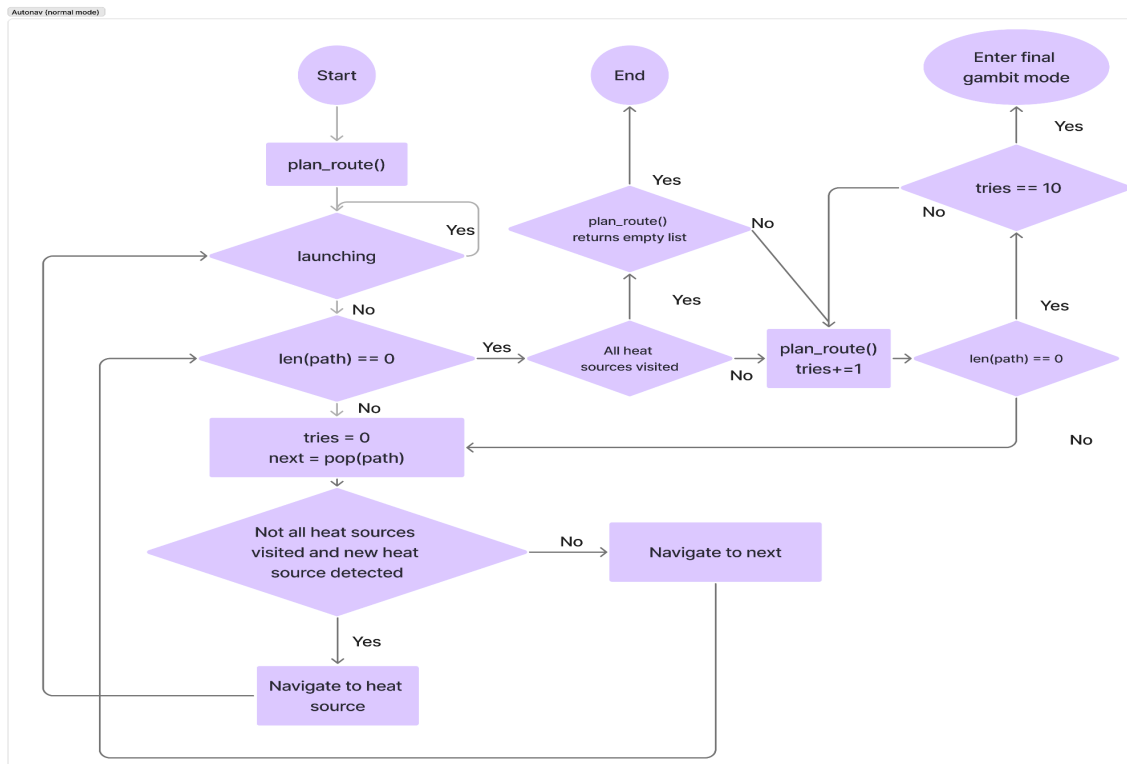 Autonav (normal mode)
Start
End
Enter final
gambit mode
Yes
plan_route()
Yes
tries == 10
plan_route()
returns empty list
No
No
Yes
launching
Yes
Yes
No
len(path) == 0
Yes
All heat
sources visited
No
plan_route()
tries+=1
len(path) == 0
No
No
tries = 0
next = pop(path)
Not all heat sources
visited and new heat
source detected
No
Navigate to next
Yes
Navigate to heat
source